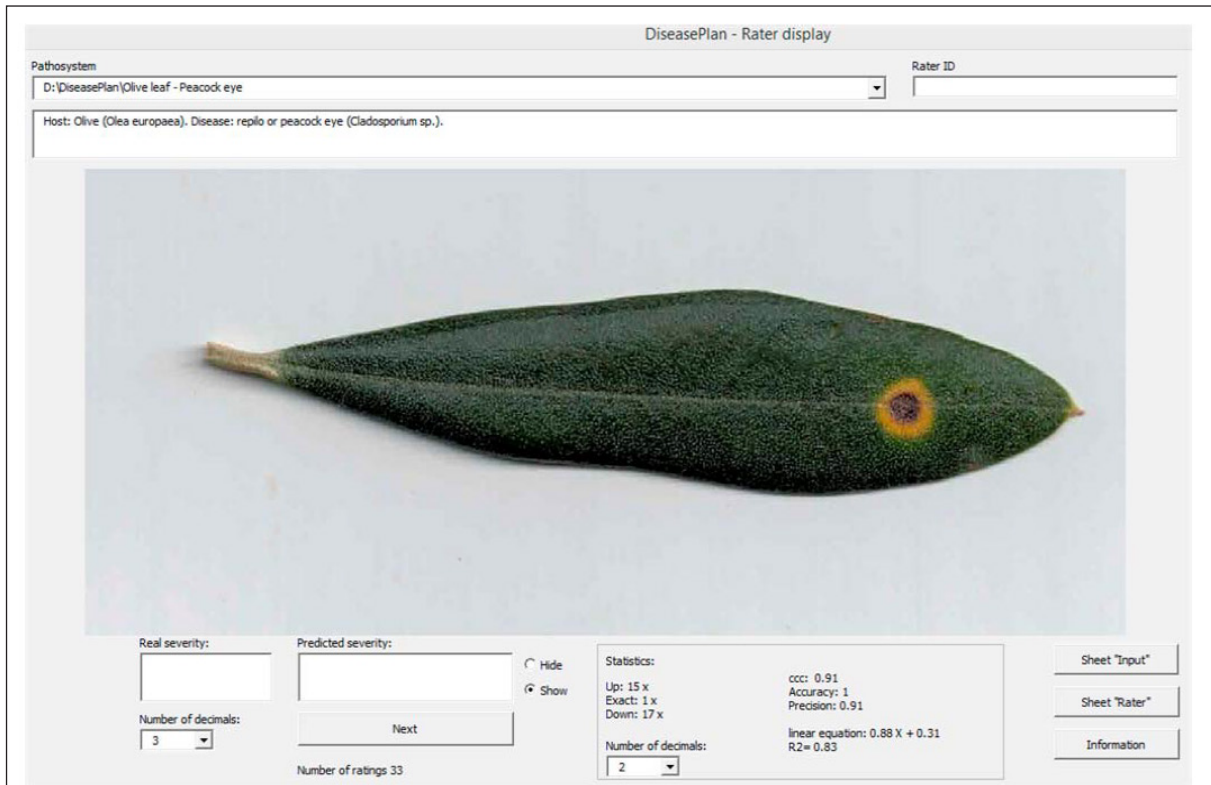 DiseasePlan - Rater display
Pathosystem
Rater ID
D:\DiseasePlan\Olive leaf - Peacock eye
Host: Olive (Olea europaea). Disease: repilo or peacock eye (Cladosporium sp.).
Real severity:
Predicted severity:
Hide
Show
Number of decimals:
3
Next
Number of ratings 33
Statistics:
Up: 15 x
Exact: 1 x
Down: 17 x
Number of decimals:
2
ccc: 0.91
Accuracy: 1
Precision: 0.91
linear equation: 0.88 X + 0.31
R2= 0.83
Sheet "Input"
Sheet "Rater"
Information